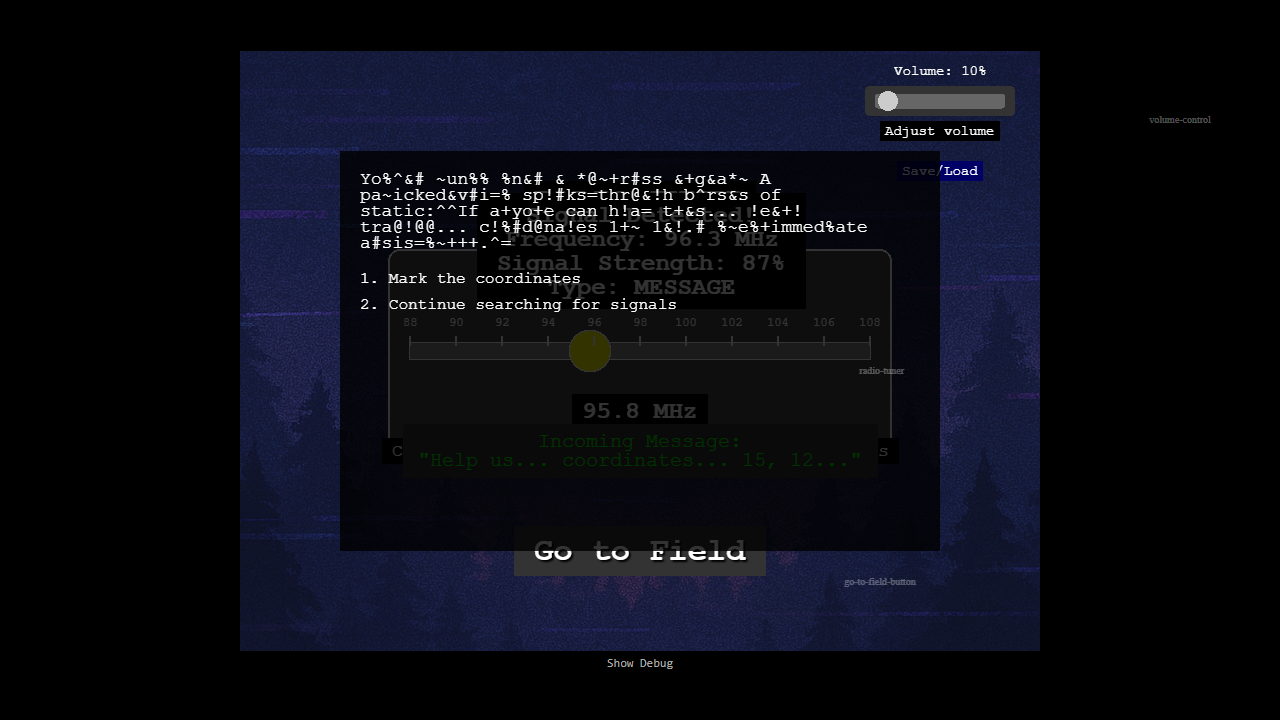 Volume: 10%
Adjust volume
volume-control
Save/Load
Yo%^&# ~un%% %n&# & *@~+r#ss &+g&a*~ A
pa~icked&v#i=% sp!#ks=thr@&!h b^rs&s of
static:^^If a+yo+e can h!a= t+&s... !e&+!
tra@!@@... c!%#d@na!es 1+~ 1&!.# %~e%+immed%ate
a#sis=%~+++.^=
Signal Detected!
Frequency: 96.3 MHz
Signal Strength: 87%
Type: MESSAGE
1. Mark the coordinates
2. Continue searching for signals
88 90 92 94 96 98 100 102 104 106 108
radio-tuner
95.8 MHz
Incoming Message:
"Help us... coordinates... 15, 12..."
Go to Field
go-to-field-button
Show Debug